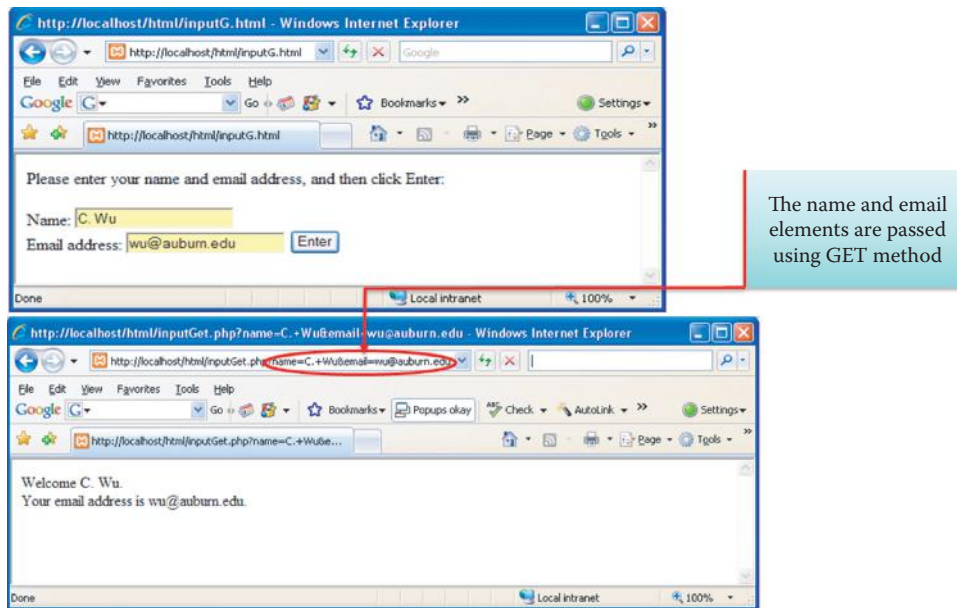 http://localhost/html/inputG.html - Windows Internet Explorer
http://localhost/html/inputG.html
Google
File Edit View Favorites Tools Help
Google G Go Bookmarks >> Settings
http://localhost/html/inputG.html Page Tools >>
Please enter your name and email address, and then click Enter:
Name: C. Wu
Email address: wu@auburn.edu Enter
Done Local intranet 100%
The name and email
elements are passed
using GET method
http://localhost/html/inputGet.php?name=C.+Wu&email=wu@auburn.edu - Windows Internet Explorer
http://localhost/html/inputGet.php?name=C.+Wu&email=wu@auburn.edu
File Edit View Favorites Tools Help
Google G Go Bookmarks Popups okay ABC Check AutoLink >> Settings
http://localhost/html/inputGet.php?name=C.+Wu&e... Page Tools >>
Welcome C. Wu.
Your email address is wu@auburn.edu.
Done Local intranet 100%